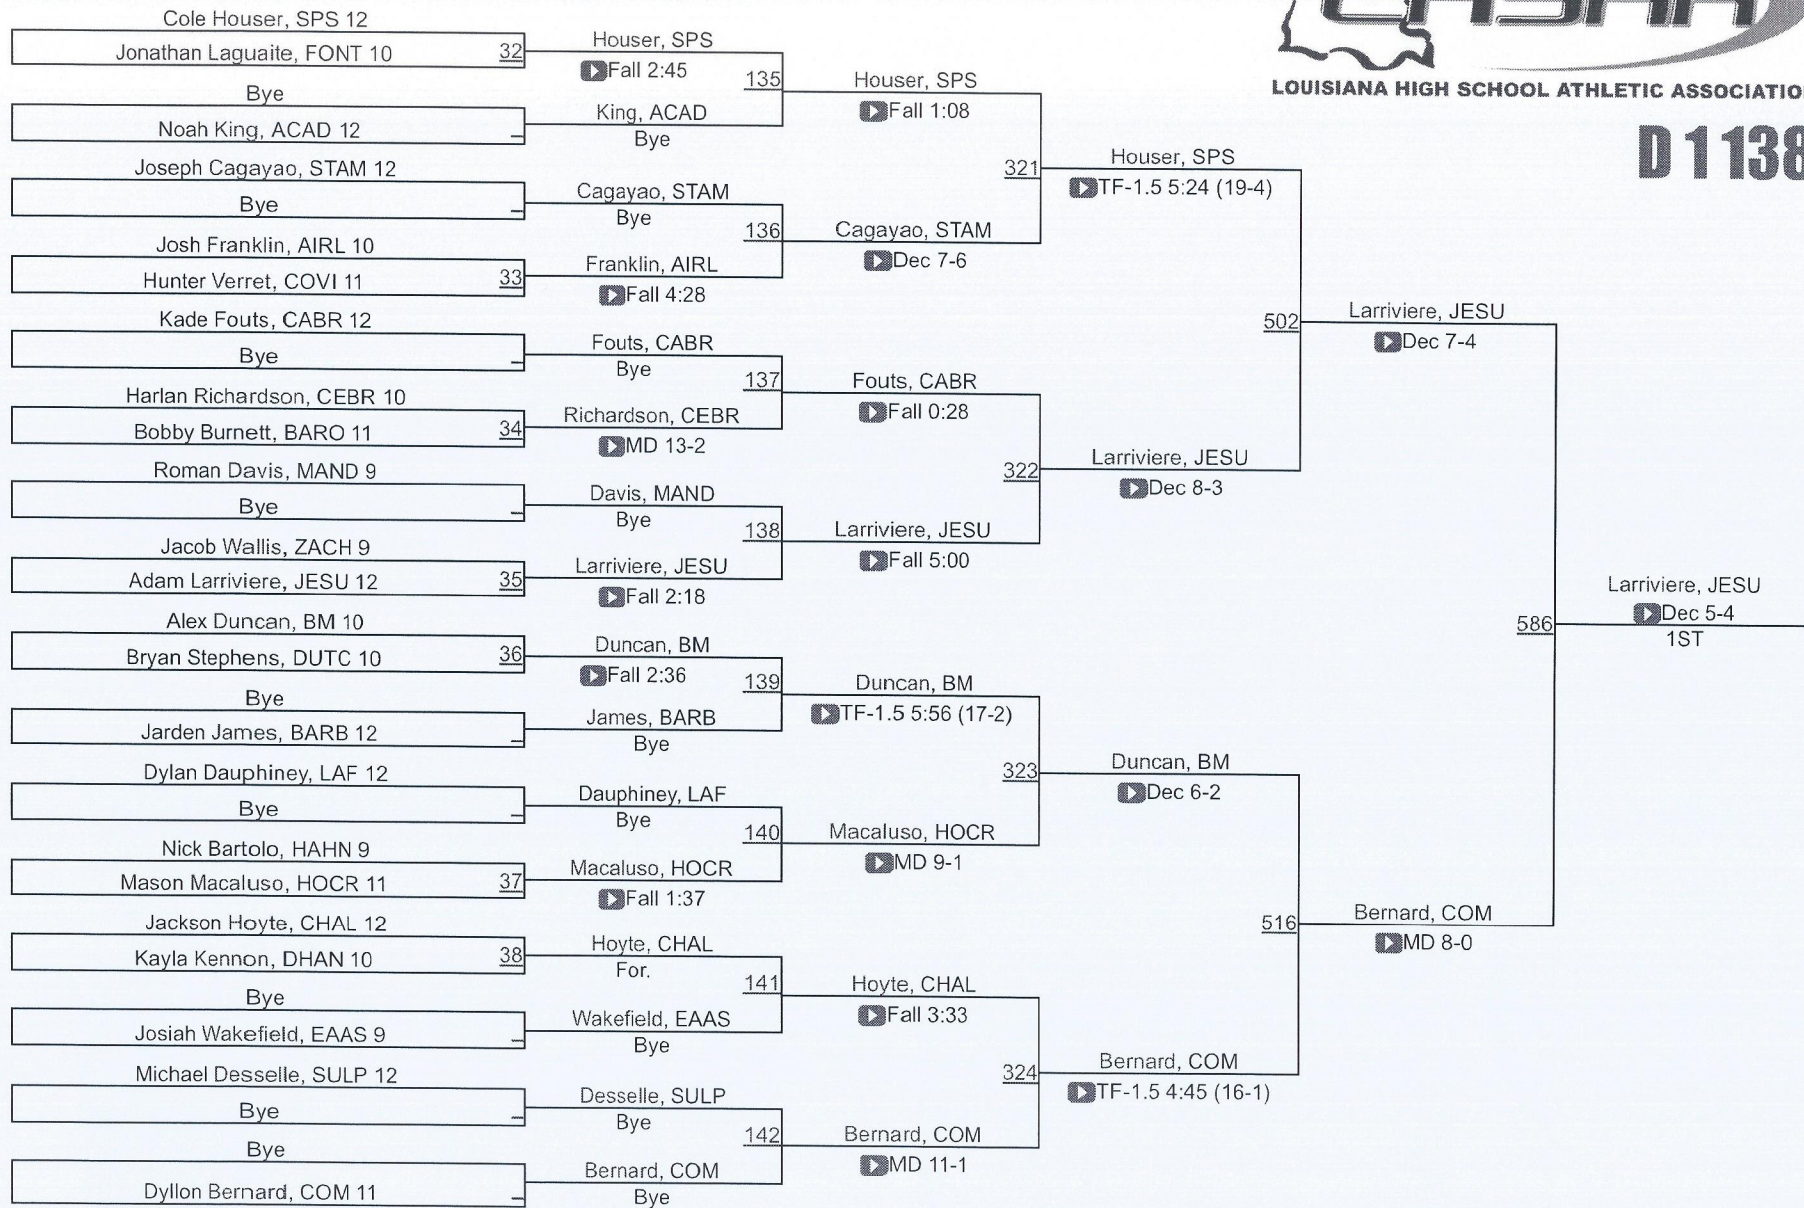 LOUISIANA HIGH SCHOOL ATHLETIC ASSOCIATIO
D 1 138
Cole Houser, SPS 12
Jonathan Laguaite, FONT 10
32
Bye
Noah King, ACAD 12
Joseph Cagayao, STAM 12
Bye
Josh Franklin, AIRL 10
Hunter Verret, COVI 11
33
Kade Fouts, CABR 12
Bye
Harlan Richardson, CEBR 10
Bobby Burnett, BARO 11
34
Roman Davis, MAND 9
Bye
Jacob Wallis, ZACH 9
Adam Larriviere, JESU 12
35
Alex Duncan, BM 10
Bryan Stephens, DUTC 10
36
Bye
Jarden James, BARB 12
Dylan Dauphiney, LAF 12
Bye
Nick Bartolo, HAHN 9
Mason Macaluso, HOCR 11
37
Jackson Hoyte, CHAL 12
Kayla Kennon, DHAN 10
38
Bye
Josiah Wakefield, EAAS 9
Michael Desselle, SULP 12
Bye
Bye
Dyllon Bernard, COM 11
Houser, SPS
Fall 2:45
135
King, ACAD
Bye
Cagayao, STAM
Bye
136
Franklin, AIRL
Fall 4:28
Fouts, CABR
Bye
137
Richardson, CEBR
MD 13-2
Davis, MAND
Bye
138
Larriviere, JESU
Fall 2:18
Duncan, BM
Fall 2:36
139
James, BARB
Bye
Dauphiney, LAF
Bye
140
Macaluso, HOCR
Fall 1:37
Hoyte, CHAL
For.
141
Wakefield, EAAS
Bye
Desselle, SULP
Bye
142
Bernard, COM
Bye
Houser, SPS
Fall 1:08
321
Cagayao, STAM
Dec 7-6
Fouts, CABR
Fall 0:28
322
Larriviere, JESU
Fall 5:00
Duncan, BM
TF-1.5 5:56 (17-2)
323
Macaluso, HOCR
MD 9-1
Hoyte, CHAL
Fall 3:33
324
Bernard, COM
MD 11-1
Houser, SPS
TF-1.5 5:24 (19-4)
502
Larriviere, JESU
Dec 8-3
Duncan, BM
Dec 6-2
516
Bernard, COM
TF-1.5 4:45 (16-1)
Larriviere, JESU
Dec 7-4
586
Bernard, COM
MD 8-0
Larriviere, JESU
Dec 5-4
1ST